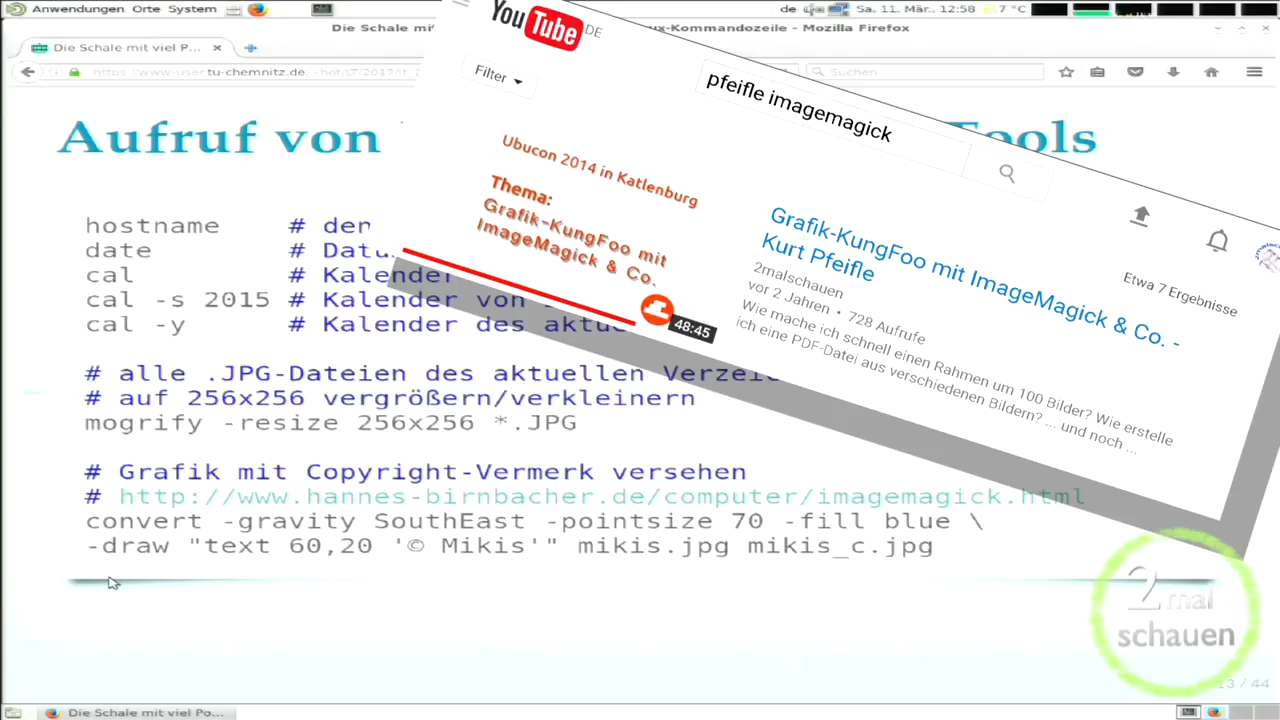 Anwendungen Orte System
de Sa. 11. Mär., 12:58 7 °C
Die Schale mit
ux-Kommandozeile - Mozilla Firefox
Die Schale mit viel P...
https://www-user.tu-chemnitz.de
Suchen
YouTube DE
Filter
pfeifle imagemagick
Aufruf von
Tools
Ubucon 2014 in Katlenburg
Thema:
Grafik-KungFoo mit
ImageMagick & Co.
48:45
Grafik-KungFoo mit ImageMagick & Co. -
Kurt Pfeifle
2malschauen
vor 2 Jahren • 728 Aufrufe
Wie mache ich schnell einen Rahmen um 100 Bilder? Wie erstelle
ich eine PDF-Datei aus verschiedenen Bildern? ... und noch ...
Etwa 7 Ergebnisse
hostname # den
date # Datu
cal # Kalender
cal -s 2015 # Kalender von
cal -y # Kalender des aktue
# alle .JPG-Dateien des aktuellen Verzei
# auf 256x256 vergrößern/verkleinern
mogrify -resize 256x256 *.JPG
# Grafik mit Copyright-Vermerk versehen
# http://www.hannes-birnbacher.de/computer/imagemagick.html
convert -gravity SouthEast -pointsize 70 -fill blue \
-draw "text 60,20 '© Mikis'" mikis.jpg mikis_c.jpg
2mal
schauen
13 / 44
Die Schale mit viel Po...